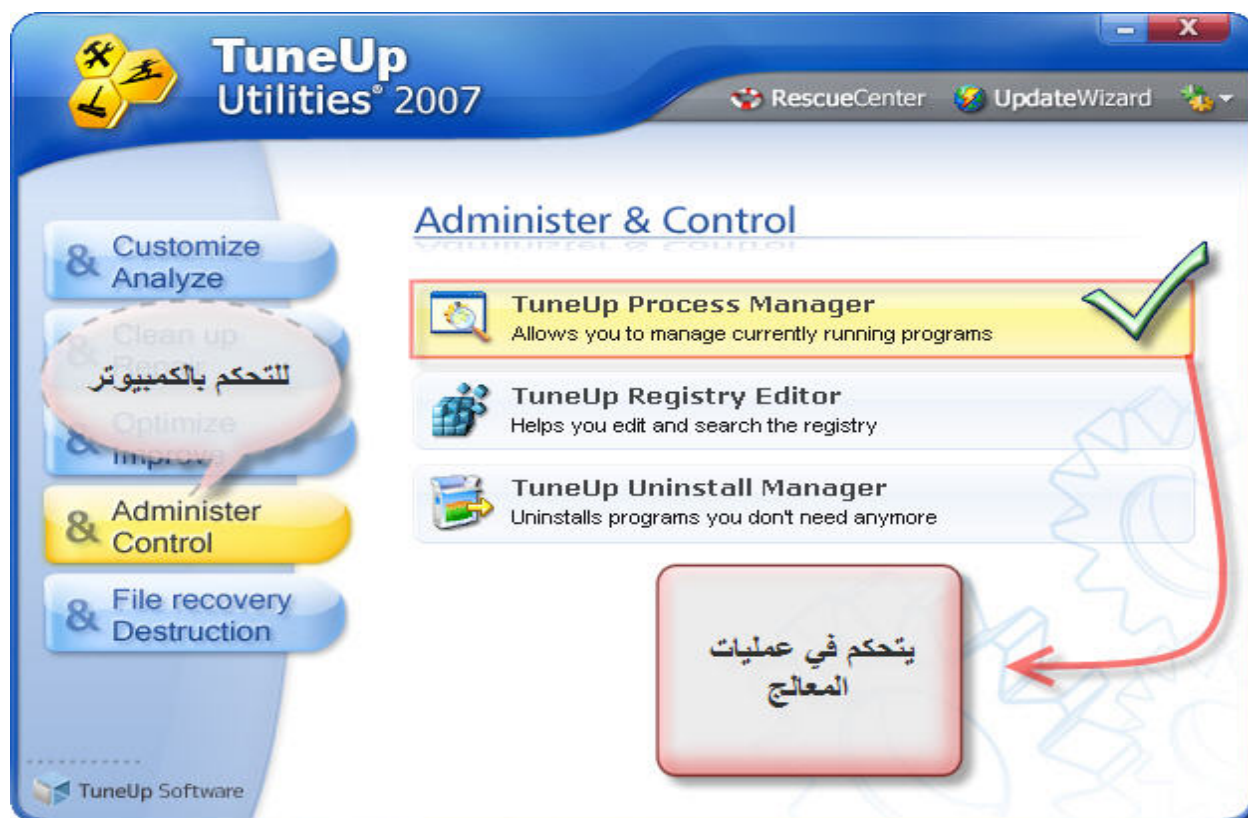 TuneUp
Utilities® 2007
RescueCenter
UpdateWizard
Administer & Control
& Customize
Analyze
& Clean up
Repair
& Optimize
Improve
& Administer
Control
& File recovery
Destruction
للتحكم بالكمبيوتر
TuneUp Process Manager
Allows you to manage currently running programs
TuneUp Registry Editor
Helps you edit and search the registry
TuneUp Uninstall Manager
Uninstalls programs you don't need anymore
يتحكم في عمليات
المعالج
TuneUp Software